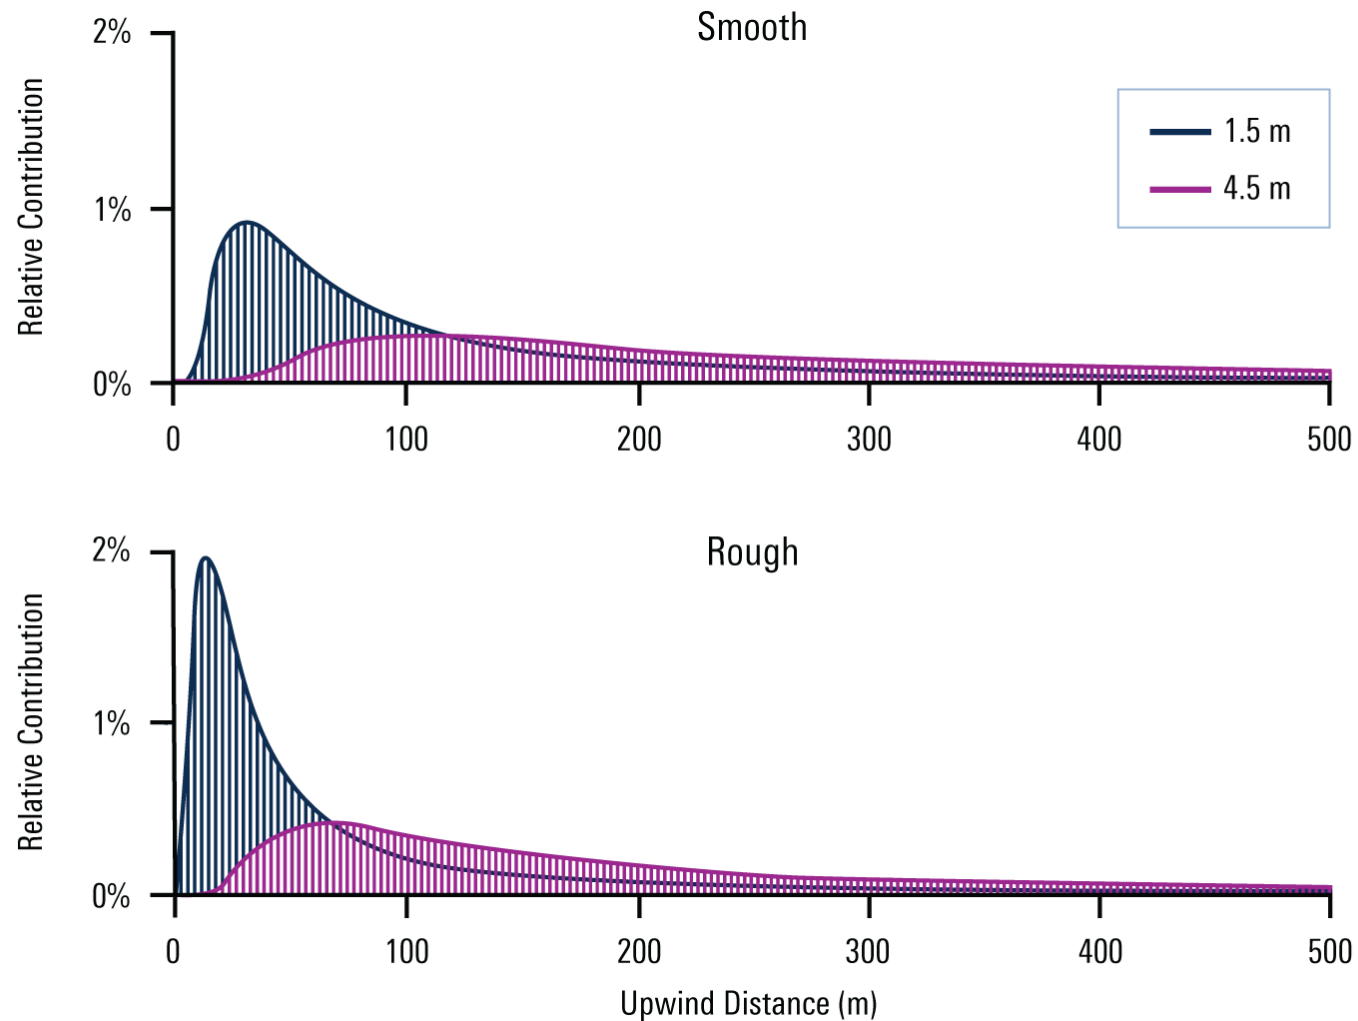 Smooth
2%
1%
0%
Relative Contribution
1.5 m
4.5 m
0 100 200 300 400 500
Rough
2%
1%
0%
Relative Contribution
0 100 200 300 400 500
Upwind Distance (m)